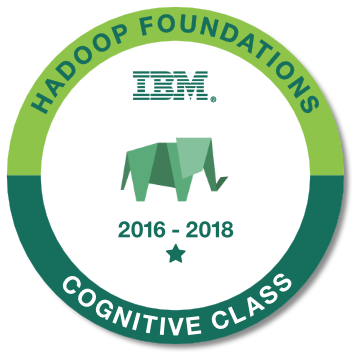 HADOOP FOUNDATIONS
IBM®
2016 - 2018
COGNITIVE CLASS